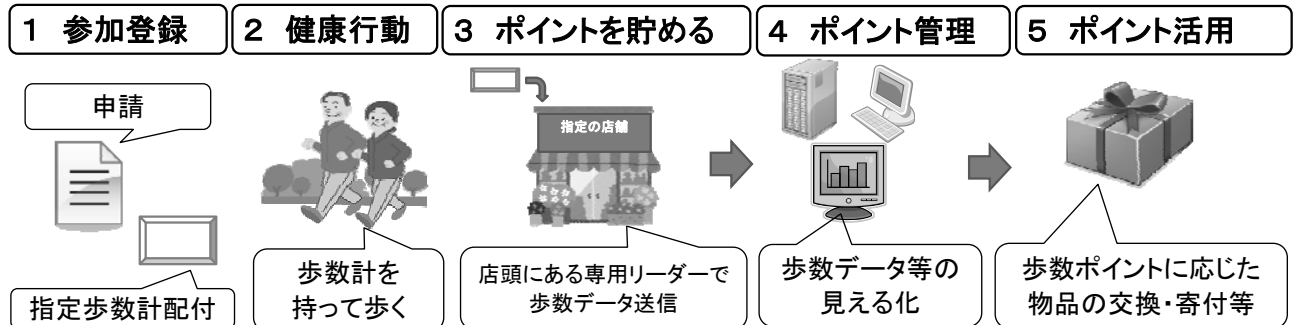 1 参加登録
2 健康行動
3 ポイントを貯める
4 ポイント管理
5 ポイント活用
申請
指定歩数計配付
歩数計を
持って歩く
指定の店舗
店頭にある専用リーダーで
歩数データ送信
歩数データ等の
見える化
歩数ポイントに応じた
物品の交換・寄付等